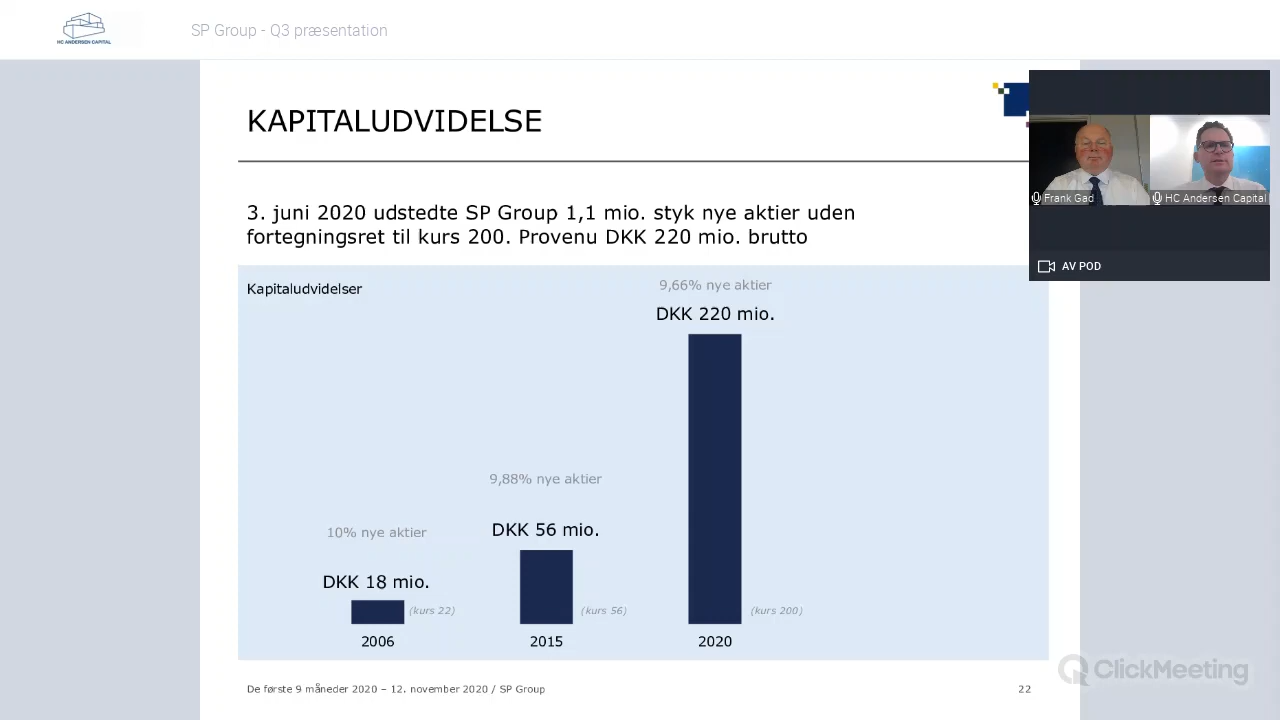 HC ANDERSEN CAPITAL
SP Group - Q3 præsentation
KAPITALUDVIDELSE
3. juni 2020 udstedte SP Group 1,1 mio. styk nye aktier uden
fortegningsret til kurs 200. Provenu DKK 220 mio. brutto
Frank Gad
HC Andersen Capital
AV POD
Kapitaludvidelser
9,66% nye aktier
DKK 220 mio.
9,88% nye aktier
DKK 56 mio.
10% nye aktier
DKK 18 mio.
(kurs 22)
(kurs 56)
(kurs 200)
2006
2015
2020
De første 9 måneder 2020 – 12. november 2020 / SP Group
22
ClickMeeting